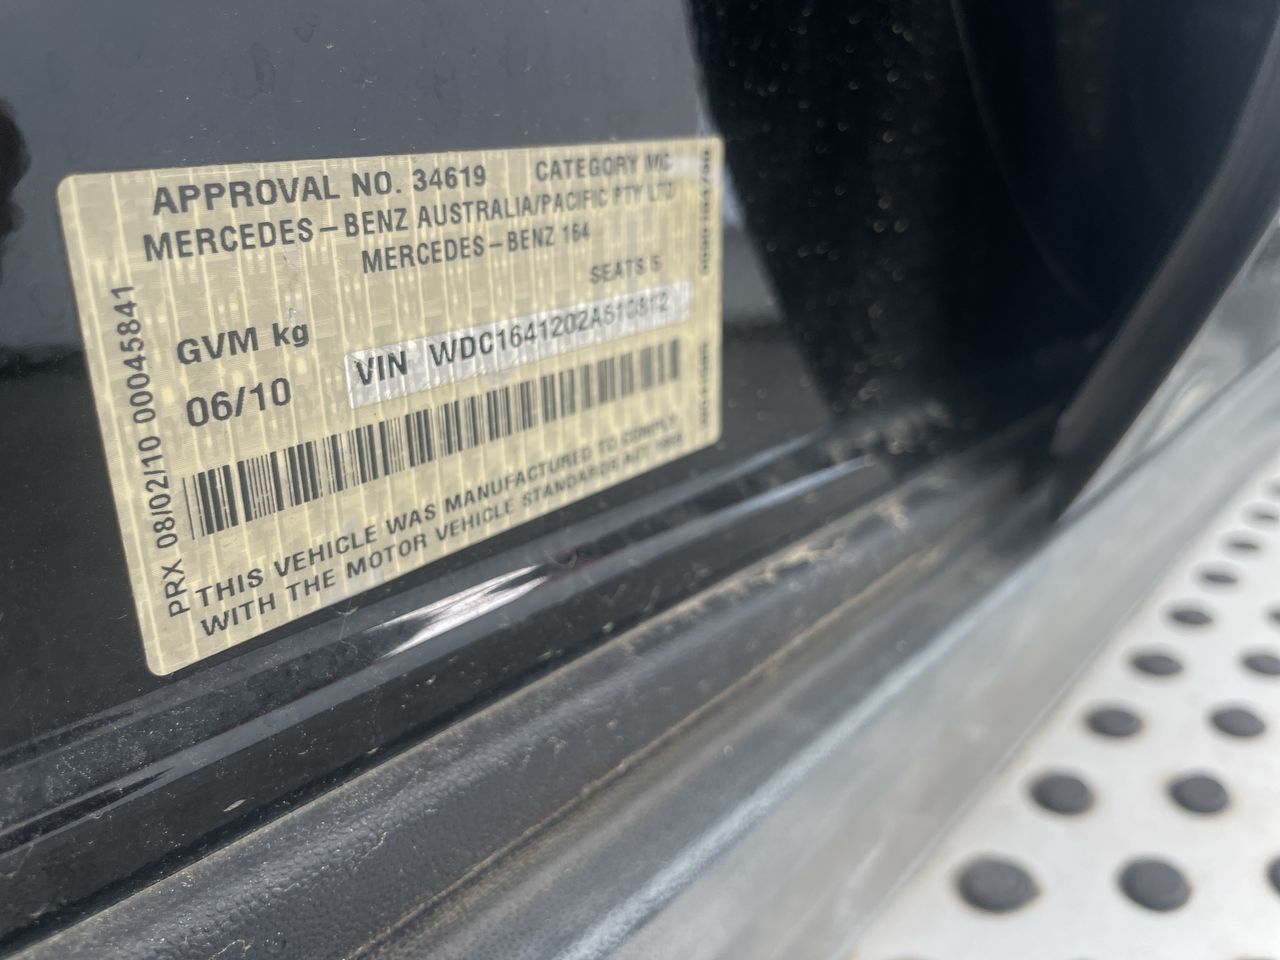 APPROVAL NO. 34619 CATEGORY MC
MERCEDES-BENZ AUSTRALIA/PACIFIC PTY LTD
MERCEDES-BENZ 164
SEATS 5
GVM kg
06/10
VIN WDC1641202A610812
THIS VEHICLE WAS MANUFACTURED TO COMPLY
WITH THE MOTOR VEHICLE STANDARDS ACT 1989
PRX 08/02/10 00045841